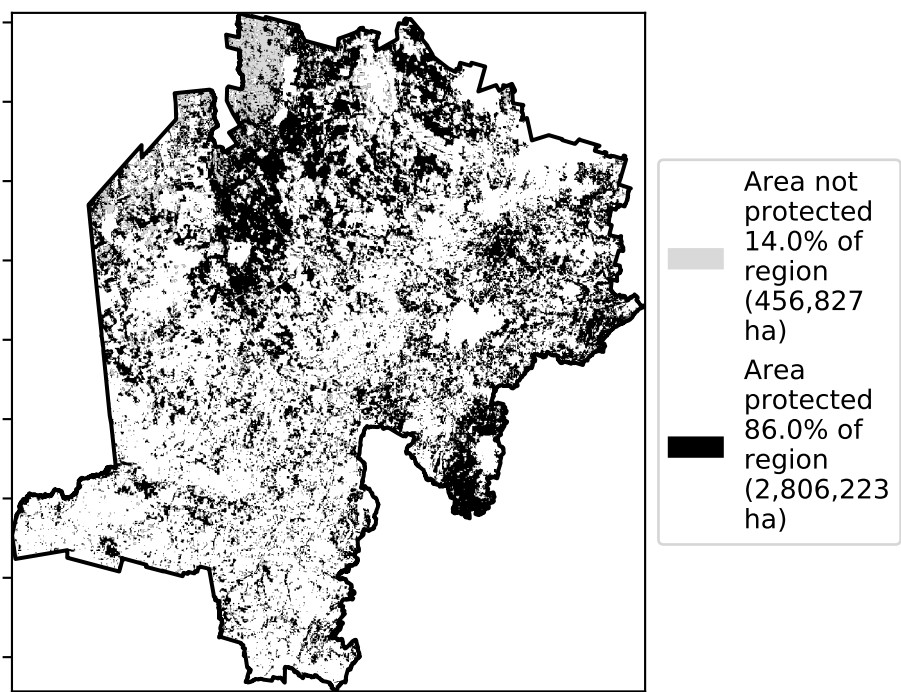 Area not
protected
14.0% of
region
(456,827
ha)
Area
protected
86.0% of
region
(2,806,223
ha)